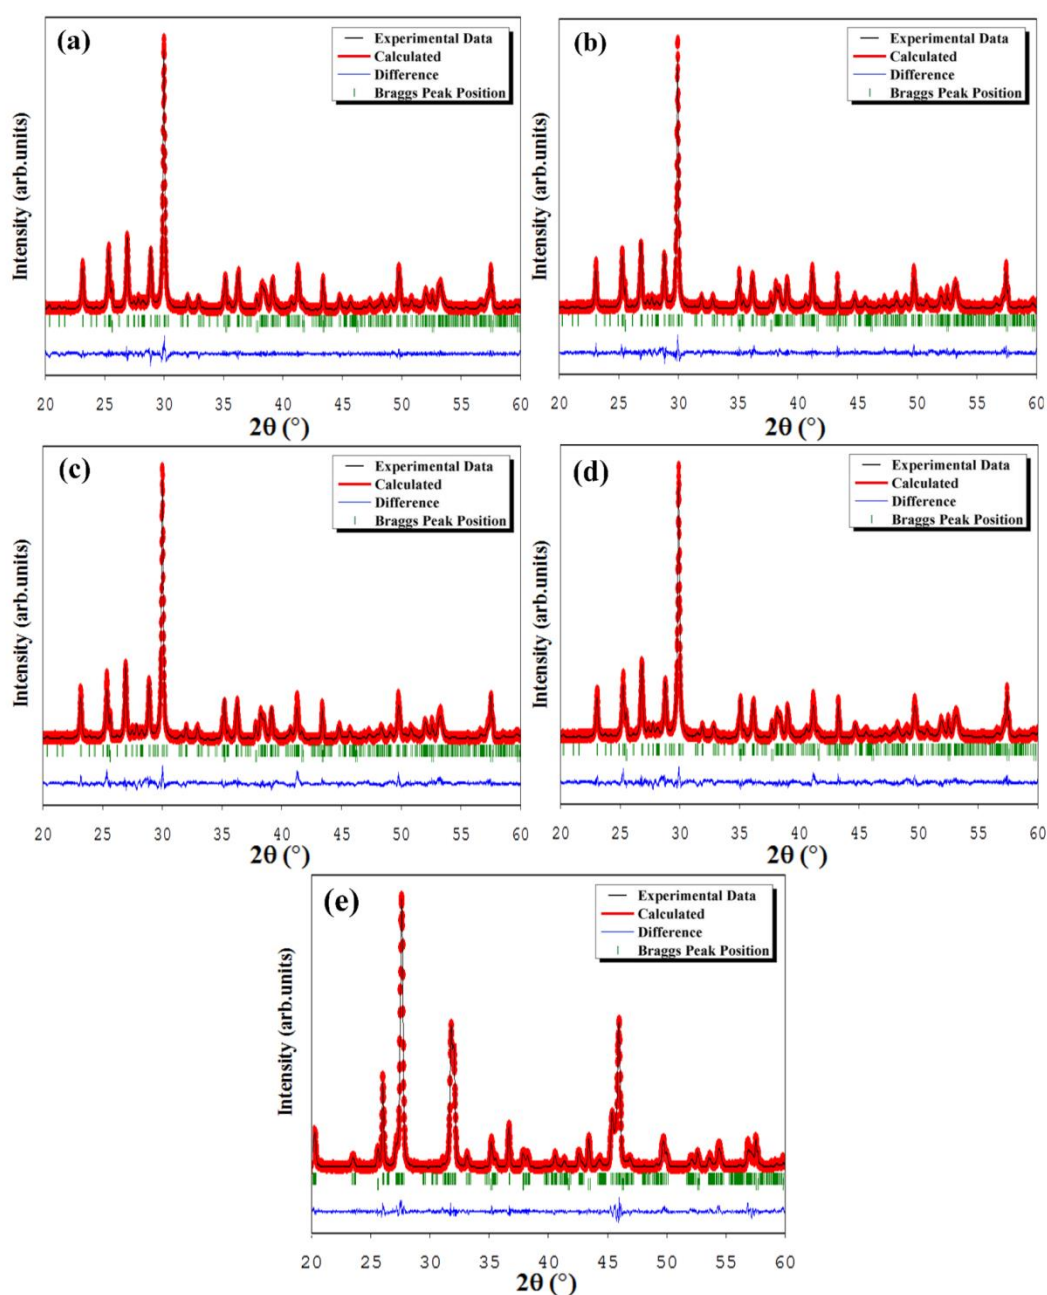 (a)
Experimental Data
Calculated
Difference
Braggs Peak Position
Intensity (arb.units)
20 25 30 35 40 45 50 55 60
2θ (°)
(b)
Experimental Data
Calculated
Difference
Braggs Peak Position
Intensity (arb.units)
20 25 30 35 40 45 50 55 60
2θ (°)
(c)
Experimental Data
Calculated
Difference
Braggs Peak Position
Intensity (arb.units)
20 25 30 35 40 45 50 55 60
2θ (°)
(d)
Experimental Data
Calculated
Difference
Braggs Peak Position
Intensity (arb.units)
20 25 30 35 40 45 50 55 60
2θ (°)
(e)
Experimental Data
Calculated
Difference
Braggs Peak Position
Intensity (arb.units)
20 25 30 35 40 45 50 55 60
2θ (°)